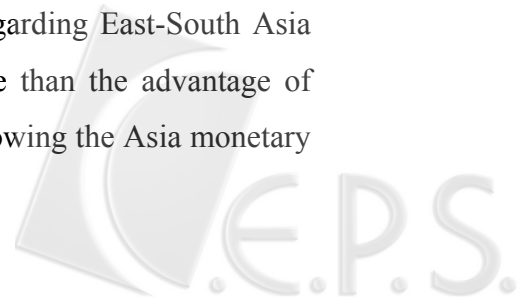 garding East-South Asia
e than the advantage of
owing the Asia monetary
C.E.P.S.